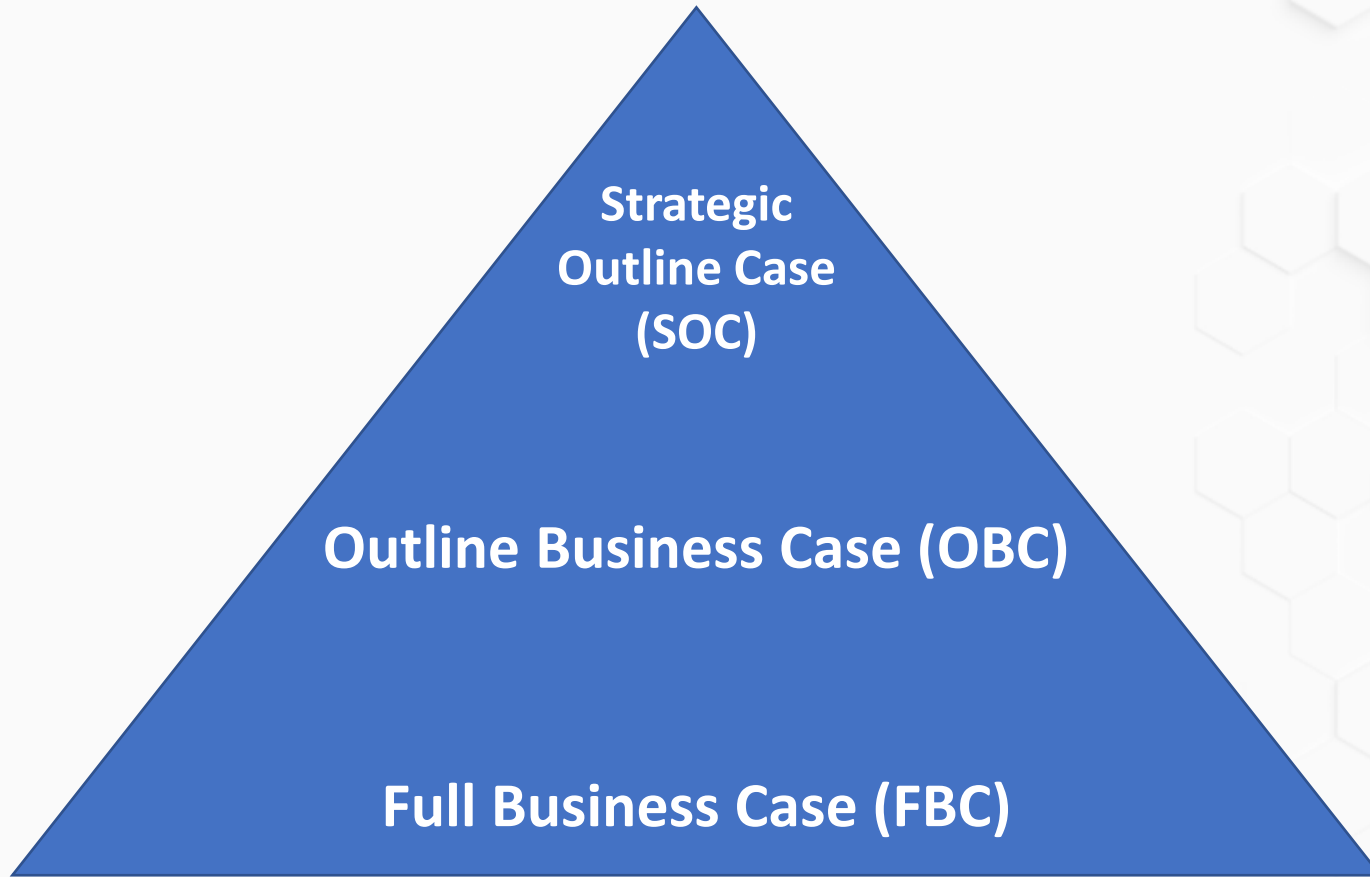 Strategic
Outline Case
(SOC)
Outline Business Case (OBC)
Full Business Case (FBC)